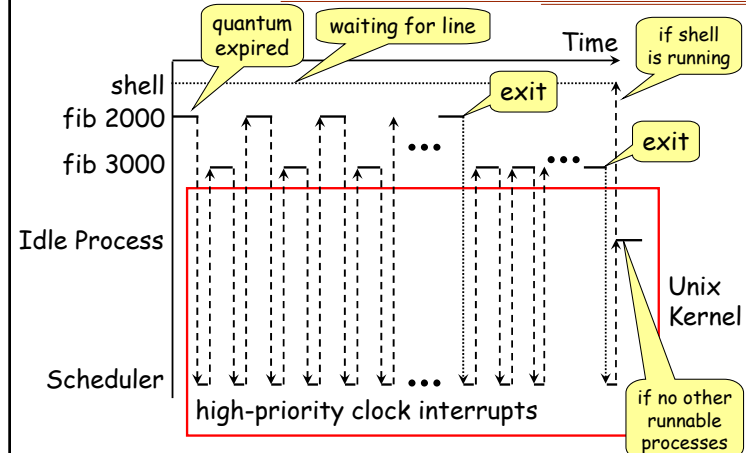 quantum
expired
waiting for line
Time
if shell
is running
shell
fib 2000
exit
•••
fib 3000
•••
exit
Idle Process
Unix
Kernel
Scheduler
•••
high-priority clock interrupts
if no other
runnable
processes